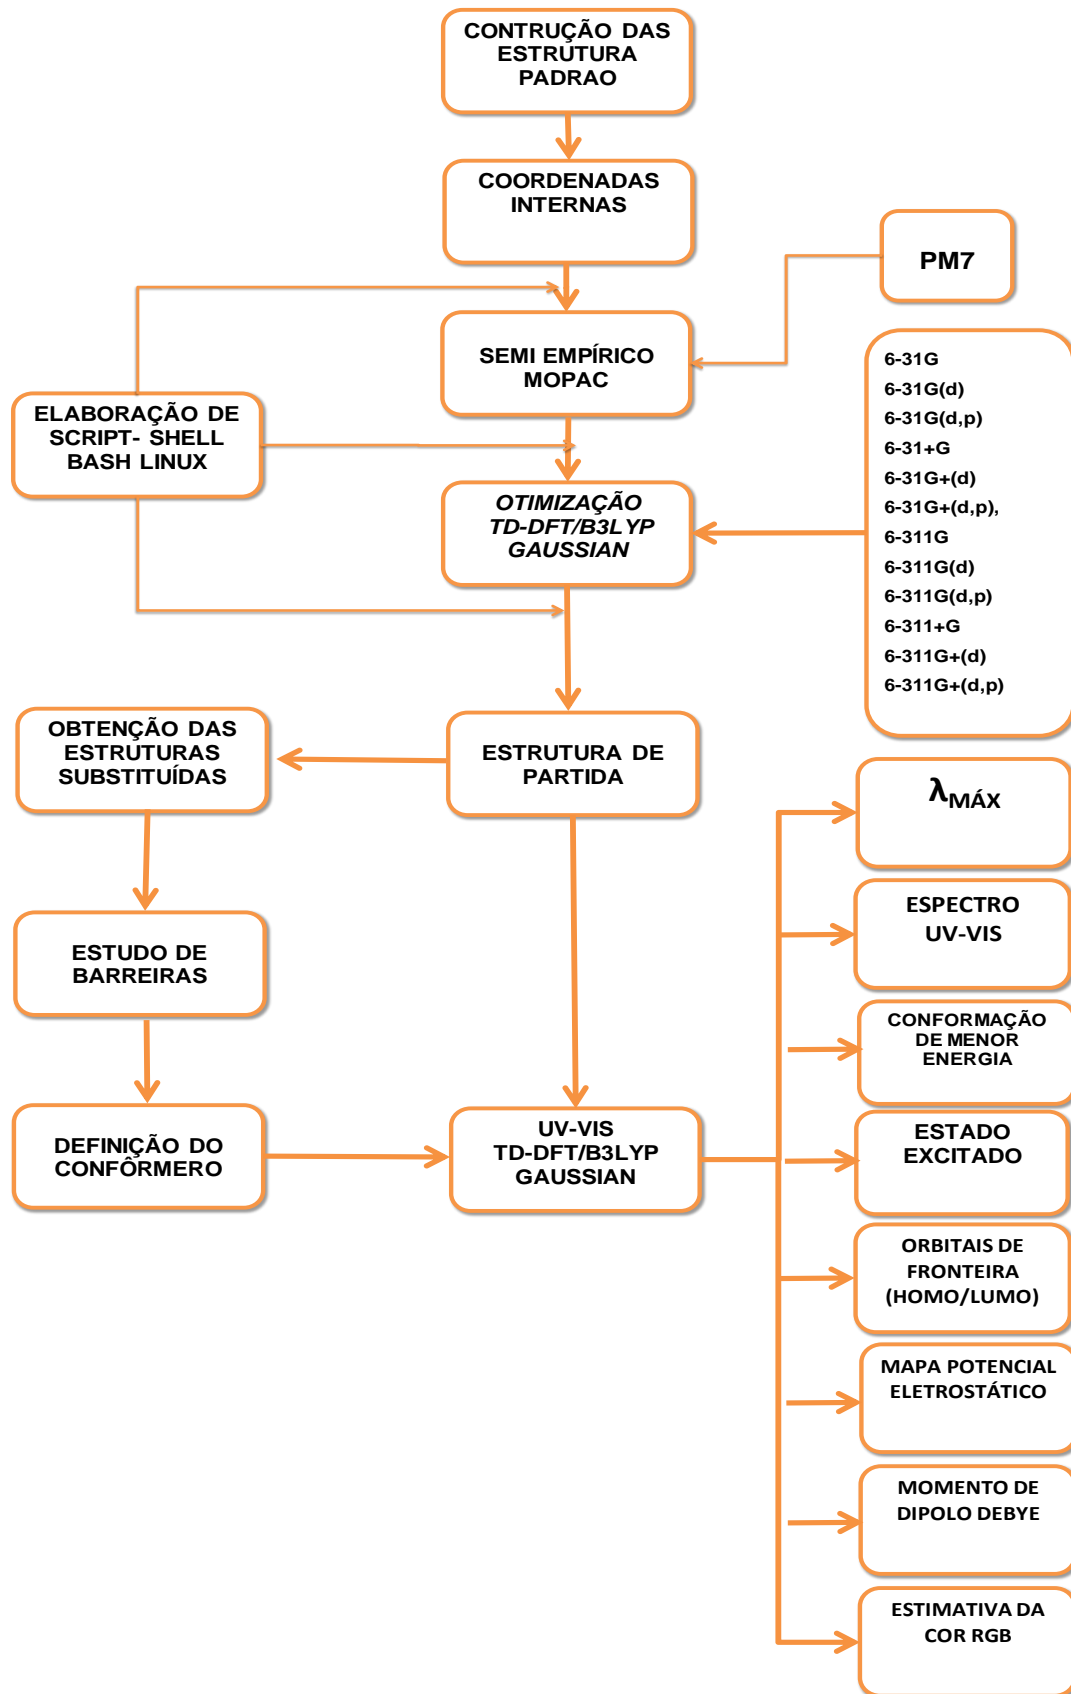 CONTRUÇÃO DAS
ESTRUTURA
PADRAO
COORDENADAS
INTERNAS
PM7
SEMI EMPÍRICO
MOPAC
ELABORAÇÃO DE
SCRIPT- SHELL
BASH LINUX
OTIMIZAÇÃO
TD-DFT/B3LYP
GAUSSIAN
6-31G
6-31G(d)
6-31G(d,p)
6-31+G
6-31G+(d)
6-31G+(d,p),
6-311G
6-311G(d)
6-311G(d,p)
6-311+G
6-311G+(d)
6-311G+(d,p)
OBTENÇÃO DAS
ESTRUTURAS
SUBSTITUÍDAS
ESTRUTURA DE
PARTIDA
ESTUDO DE
BARREIRAS
DEFINIÇÃO DO
CONFÔRMERO
UV-VIS
TD-DFT/B3LYP
GAUSSIAN
λMÁX
ESPECTRO
UV-VIS
CONFORMAÇÃO
DE MENOR
ENERGIA
ESTADO
EXCITADO
ORBITAIS DE
FRONTEIRA
(HOMO/LUMO)
MAPA POTENCIAL
ELETROSTÁTICO
MOMENTO DE
DIPOLO DEBYE
ESTIMATIVA DA
COR RGB